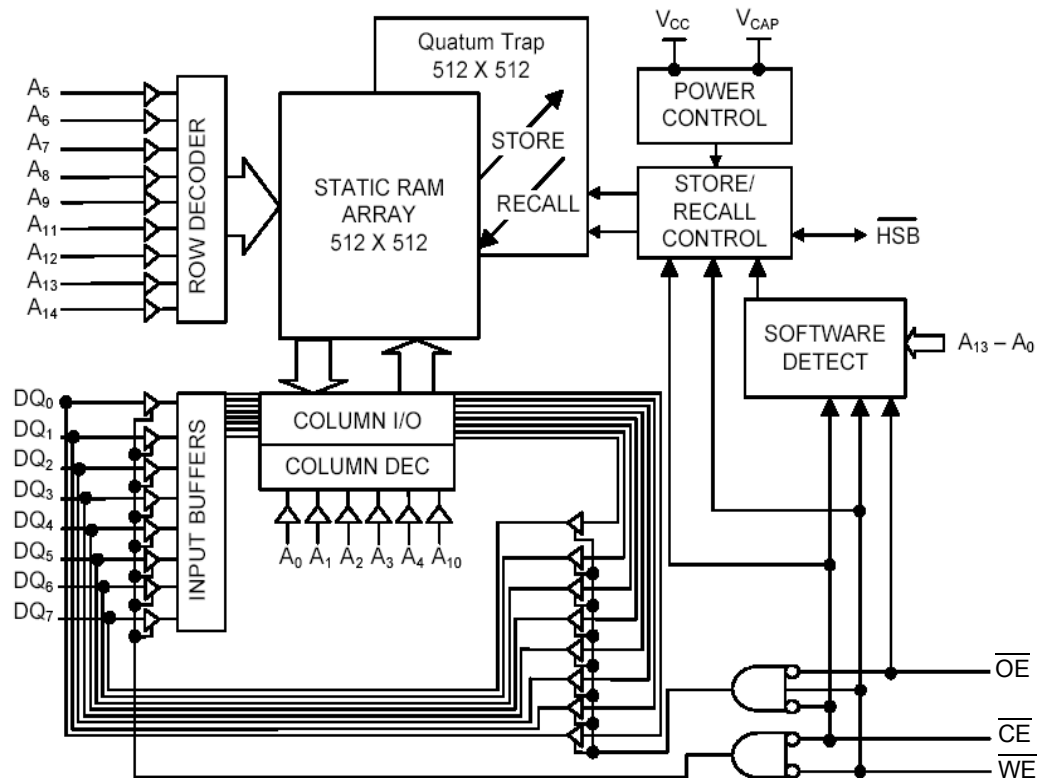 V_CC
V_CAP
Quatum Trap
512 X 512
POWER
CONTROL
A5
A6
A7
A8
A9
A11
A12
A13
A14
ROW DECODER
STORE
RECALL
STATIC RAM
ARRAY
512 X 512
STORE/
RECALL
CONTROL
HSB
SOFTWARE
DETECT
A13 – A0
DQ0
DQ1
DQ2
DQ3
DQ4
DQ5
DQ6
DQ7
INPUT BUFFERS
COLUMN I/O
COLUMN DEC
A0 A1 A2 A3 A4 A10
OE
CE
WE